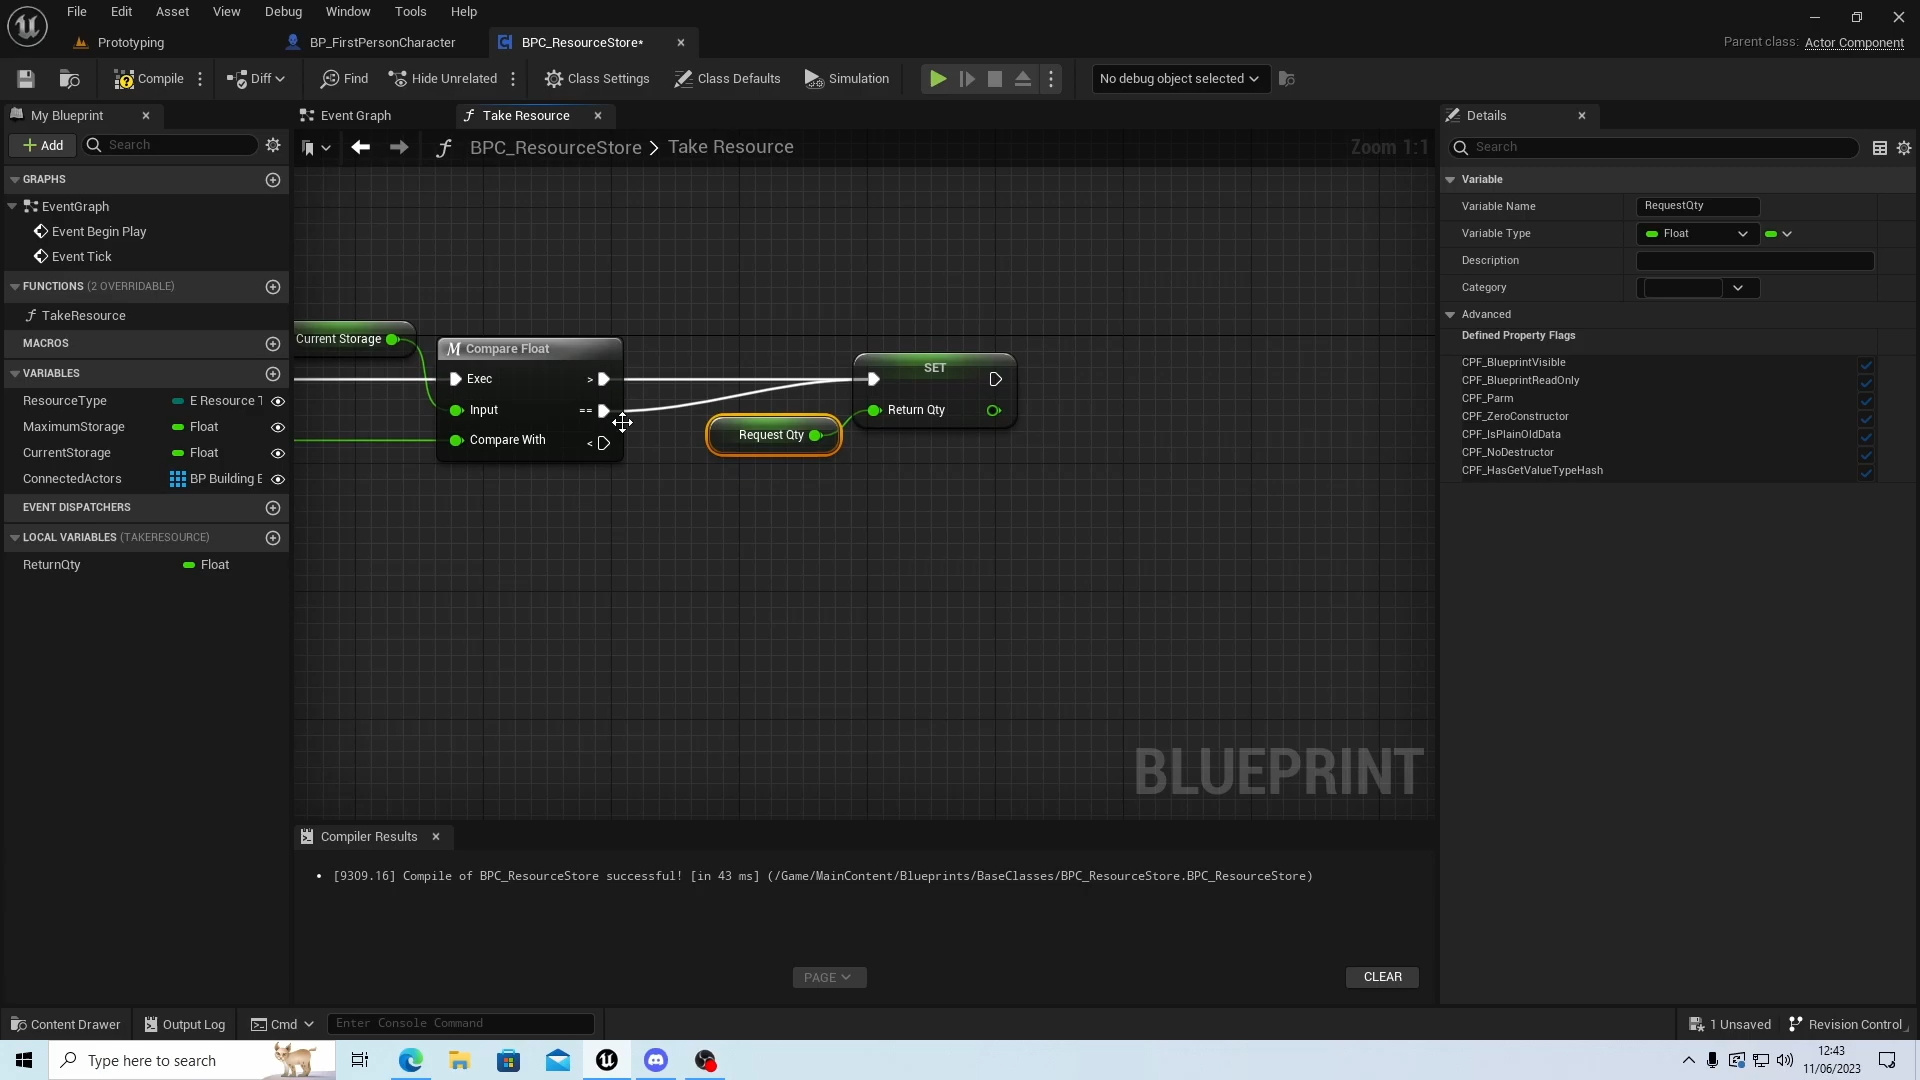 File Edit Asset View Debug Window Tools Help
Prototyping BP_FirstPersonCharacter BPC_ResourceStore* Parent class: Actor Component
Compile Diff Find Hide Unrelated Class Settings Class Defaults Simulation No debug object selected
My Blueprint Event Graph Take Resource Details
Add Search BPC_ResourceStore > Take Resource Zoom 1:1 Search
GRAPHS
EventGraph
Event Begin Play
Event Tick
FUNCTIONS (2 OVERRIDABLE)
TakeResource
MACROS
VARIABLES
ResourceType E Resource T
MaximumStorage Float
CurrentStorage Float
ConnectedActors BP Building E
EVENT DISPATCHERS
LOCAL VARIABLES (TAKERESOURCE)
ReturnQty Float
Current Storage
Compare Float
Exec >
Input ==
Compare With <
Request Qty
SET
Return Qty
BLUEPRINT
Variable
Variable Name RequestQty
Variable Type Float
Description
Category
Advanced
Defined Property Flags
CPF_BlueprintVisible
CPF_BlueprintReadOnly
CPF_Parm
CPF_ZeroConstructor
CPF_IsPlainOldData
CPF_NoDestructor
CPF_HasGetValueTypeHash
Compiler Results
[9309.16] Compile of BPC_ResourceStore successful! [in 43 ms] (/Game/MainContent/Blueprints/BaseClasses/BPC_ResourceStore.BPC_ResourceStore)
PAGE CLEAR
Content Drawer Output Log Cmd Enter Console Command 1 Unsaved Revision Control
Type here to search
12:43
11/06/2023